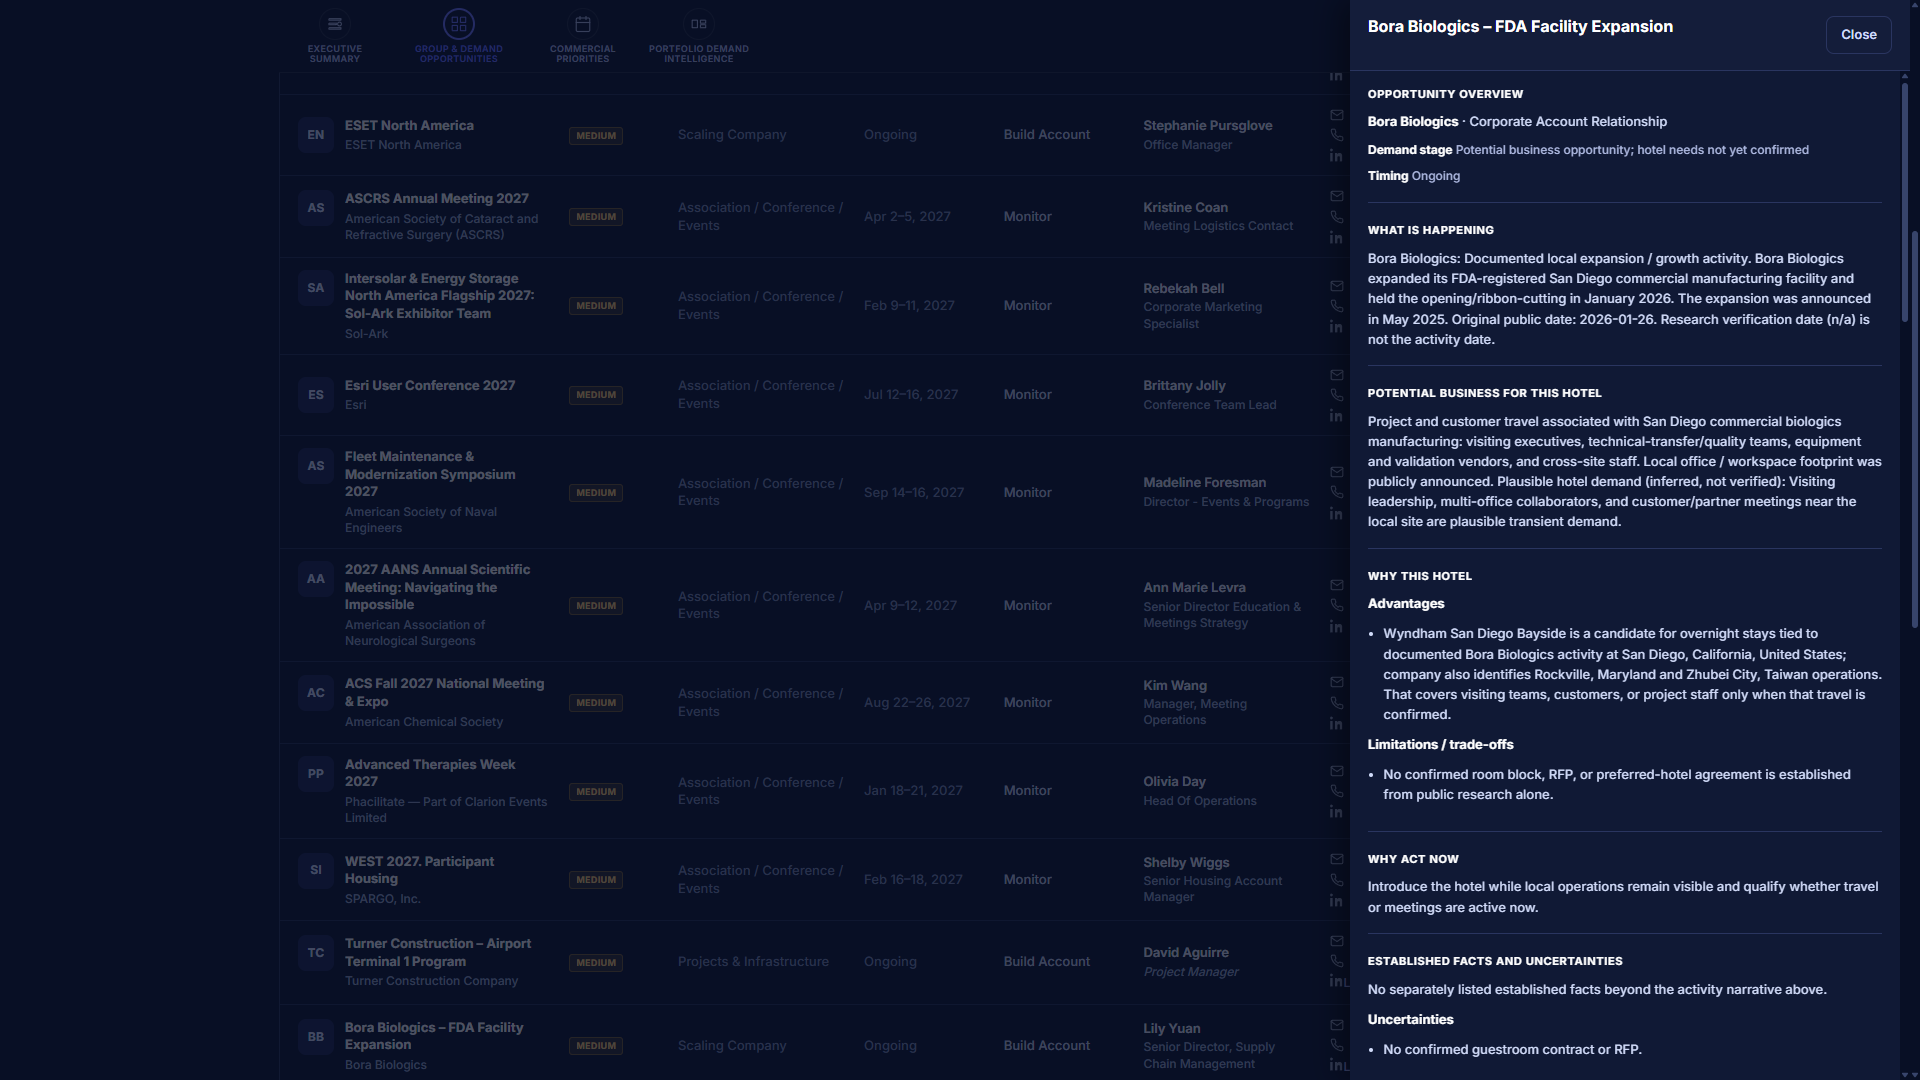 EXECUTIVE
SUMMARY
GROUP & DEMAND
OPPORTUNITIES
COMMERCIAL
PRIORITIES
PORTFOLIO DEMAND
INTELLIGENCE
EN
ESET North America
ESET North America
MEDIUM
Scaling Company
Ongoing
Build Account
Stephanie Pursglove
Office Manager
AS
ASCRS Annual Meeting 2027
American Society of Cataract and
Refractive Surgery (ASCRS)
MEDIUM
Association / Conference /
Events
Apr 2–5, 2027
Monitor
Kristine Coan
Meeting Logistics Contact
SA
Intersolar & Energy Storage
North America Flagship 2027:
Sol-Ark Exhibitor Team
Sol-Ark
MEDIUM
Association / Conference /
Events
Feb 9–11, 2027
Monitor
Rebekah Bell
Corporate Marketing
Specialist
ES
Esri User Conference 2027
Esri
MEDIUM
Association / Conference /
Events
Jul 12–16, 2027
Monitor
Brittany Jolly
Conference Team Lead
AS
Fleet Maintenance &
Modernization Symposium
2027
American Society of Naval
Engineers
MEDIUM
Association / Conference /
Events
Sep 14–16, 2027
Monitor
Madeline Foresman
Director - Events & Programs
AA
2027 AANS Annual Scientific
Meeting: Navigating the
Impossible
American Association of
Neurological Surgeons
MEDIUM
Association / Conference /
Events
Apr 9–12, 2027
Monitor
Ann Marie Levra
Senior Director Education &
Meetings Strategy
AC
ACS Fall 2027 National Meeting
& Expo
American Chemical Society
MEDIUM
Association / Conference /
Events
Aug 22–26, 2027
Monitor
Kim Wang
Manager, Meeting
Operations
PP
Advanced Therapies Week
2027
Phacilitate — Part of Clarion Events
Limited
MEDIUM
Association / Conference /
Events
Jan 18–21, 2027
Monitor
Olivia Day
Head Of Operations
SI
WEST 2027. Participant
Housing
SPARGO, Inc.
MEDIUM
Association / Conference /
Events
Feb 16–18, 2027
Monitor
Shelby Wiggs
Senior Housing Account
Manager
TC
Turner Construction – Airport
Terminal 1 Program
Turner Construction Company
MEDIUM
Projects & Infrastructure
Ongoing
Build Account
David Aguirre
Project Manager
BB
Bora Biologics – FDA Facility
Expansion
Bora Biologics
MEDIUM
Scaling Company
Ongoing
Build Account
Lily Yuan
Senior Director, Supply
Chain Management
Bora Biologics – FDA Facility Expansion
Close
OPPORTUNITY OVERVIEW
Bora Biologics · Corporate Account Relationship
Demand stage Potential business opportunity; hotel needs not yet confirmed
Timing Ongoing
WHAT IS HAPPENING
Bora Biologics: Documented local expansion / growth activity. Bora Biologics
expanded its FDA-registered San Diego commercial manufacturing facility and
held the opening/ribbon-cutting in January 2026. The expansion was announced
in May 2025. Original public date: 2026-01-26. Research verification date (n/a) is
not the activity date.
POTENTIAL BUSINESS FOR THIS HOTEL
Project and customer travel associated with San Diego commercial biologics
manufacturing: visiting executives, technical-transfer/quality teams, equipment
and validation vendors, and cross-site staff. Local office / workspace footprint was
publicly announced. Plausible hotel demand (inferred, not verified): Visiting
leadership, multi-office collaborators, and customer/partner meetings near the
local site are plausible transient demand.
WHY THIS HOTEL
Advantages
• Wyndham San Diego Bayside is a candidate for overnight stays tied to
documented Bora Biologics activity at San Diego, California, United States;
company also identifies Rockville, Maryland and Zhubei City, Taiwan operations.
That covers visiting teams, customers, or project staff only when that travel is
confirmed.
Limitations / trade-offs
• No confirmed room block, RFP, or preferred-hotel agreement is established
from public research alone.
WHY ACT NOW
Introduce the hotel while local operations remain visible and qualify whether travel
or meetings are active now.
ESTABLISHED FACTS AND UNCERTAINTIES
No separately listed established facts beyond the activity narrative above.
Uncertainties
• No confirmed guestroom contract or RFP.